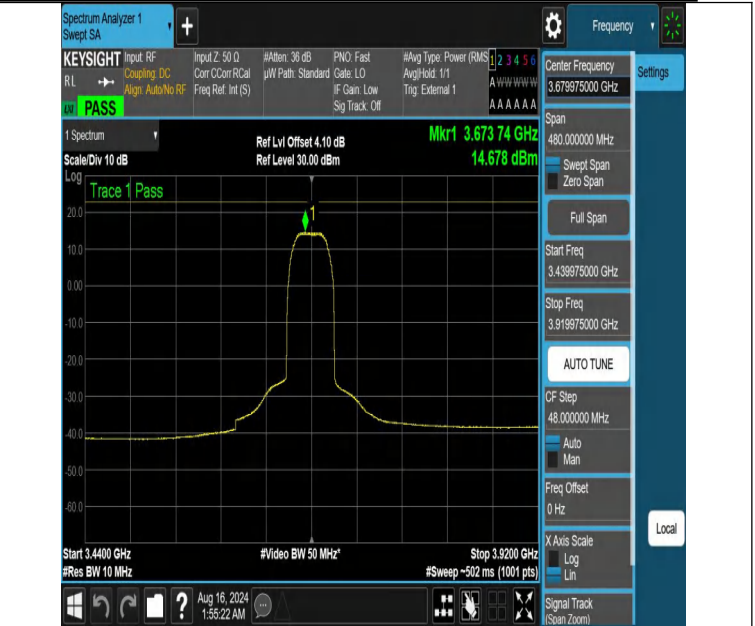 Spectrum Analyzer 1
Swept SA
+
Frequency
KEYSIGHT
RL
PASS
Input: RF
Coupling: DC
Align: Auto/No RF
Input Z: 50 Ω
Corr CCorr RCal
Freq Ref: Int (S)
#Atten: 36 dB
µW Path: Standard
PNO: Fast
Gate: LO
IF Gain: Low
Sig Track: Off
#Avg Type: Power (RMS
Avg|Hold: 1/1
Trig: External 1
1 2 3 4 5 6
A W W W W W
A A A A A A
1 Spectrum
Scale/Div 10 dB
Ref Lvl Offset 4.10 dB
Ref Level 30.00 dBm
Mkr1 3.673 74 GHz
14.678 dBm
Log
Trace 1 Pass
1
20.0
10.0
0.00
-10.0
-20.0
-30.0
-40.0
-50.0
-60.0
Start 3.4400 GHz
#Res BW 10 MHz
#Video BW 50 MHz*
Stop 3.9200 GHz
#Sweep ~502 ms (1001 pts)
Center Frequency
3.679975000 GHz
Settings
Span
480.000000 MHz
Swept Span
Zero Span
Full Span
Start Freq
3.439975000 GHz
Stop Freq
3.919975000 GHz
AUTO TUNE
CF Step
48.000000 MHz
Auto
Man
Freq Offset
0 Hz
X Axis Scale
Log
Lin
Local
Signal Track
(Span Zoom)
?
Aug 16, 2024
1:55:22 AM